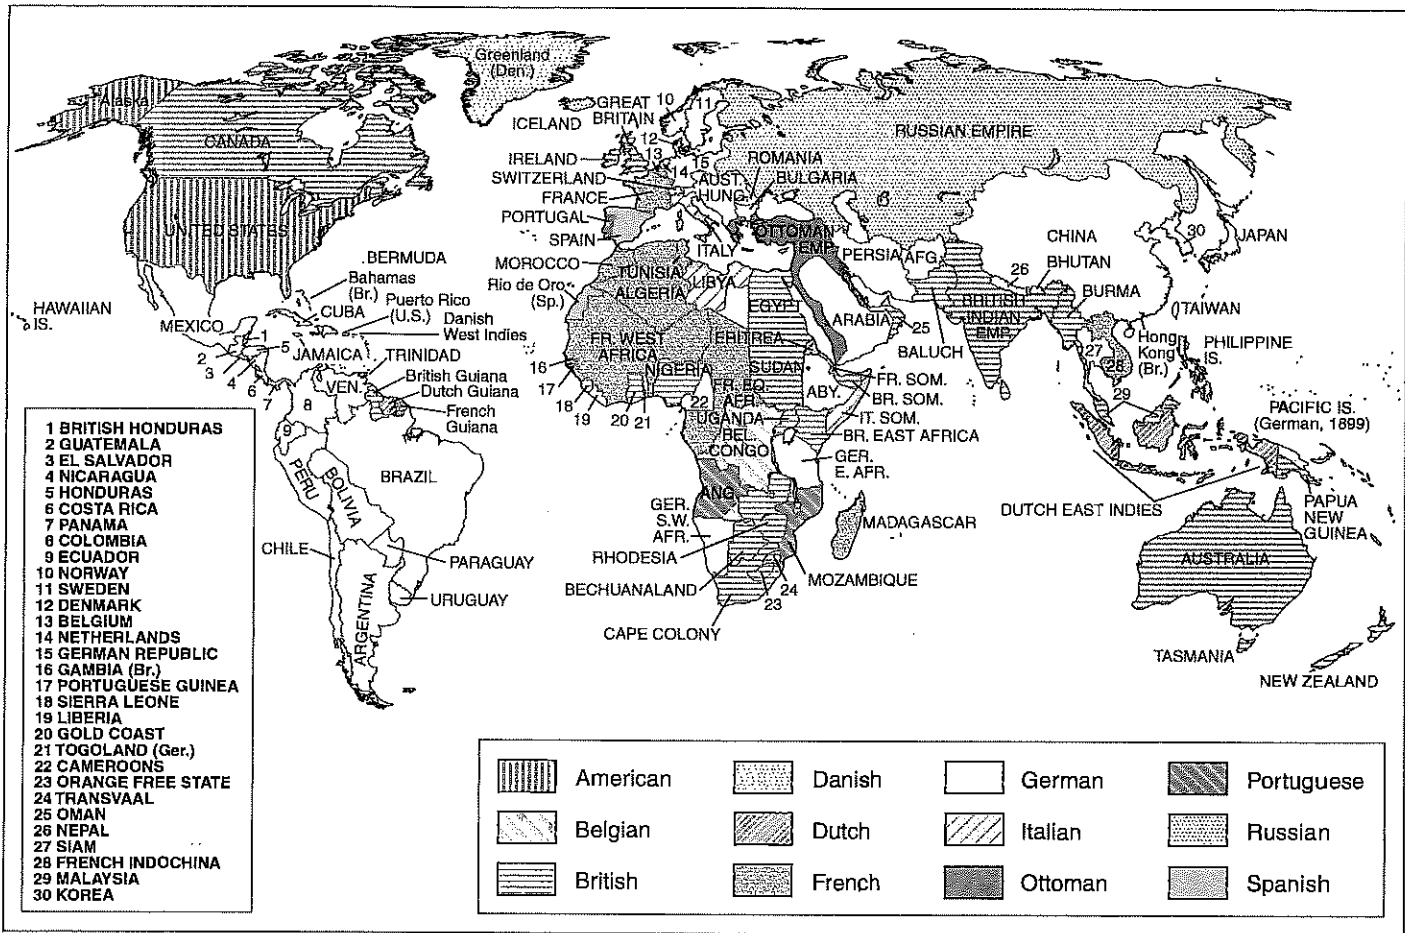 Greenland
(Den.)
Alaska
CANADA
UNITED STATES
HAWAIIAN
IS.
MEXICO
BERMUDA
Bahamas
(Br.)
CUBA
Puerto Rico
(U.S.)
Danish
West Indies
JAMAICA
TRINIDAD
British Guiana
Dutch Guiana
French
Guiana
VEN.
1
2
3
4
5
6
7
8
9
PERU
BOLIVIA
BRAZIL
CHILE
PARAGUAY
URUGUAY
ARGENTINA
ICELAND
GREAT
BRITAIN
IRELAND
SWITZERLAND
FRANCE
PORTUGAL
SPAIN
10
11
12
13
14
15
AUST.
HUNG.
ROMANIA
BULGARIA
ITALY
RUSSIAN EMPIRE
OTTOMAN
EMP.
PERSIA
AFG.
CHINA
BHUTAN
BURMA
30
JAPAN
26
TAIWAN
Hong
Kong
(Br.)
PHILIPPINE
IS.
BRITISH
INDIAN
EMP.
BALUCH
25
ARABIA
27
28
29
MOROCCO
Rio de Oro
(Sp.)
TUNISIA
ALGERIA
LIBYA
EGYPT
FR. WEST
AFRICA
ERITREA
NIGERIA
SUDAN
ABY.
FR. SOM.
BR. SOM.
IT. SOM.
BR. EAST AFRICA
GER.
E. AFR.
FR. EQ.
AFR.
UGANDA
BEL.
CONGO
16
17
18
19
20
21
22
ANG.
GER.
S.W.
AFR.
RHODESIA
BECHUANALAND
CAPE COLONY
23
24
MOZAMBIQUE
MADAGASCAR
PACIFIC IS.
(German, 1899)
DUTCH EAST INDIES
PAPUA
NEW
GUINEA
AUSTRALIA
TASMANIA
NEW ZEALAND
1 BRITISH HONDURAS
2 GUATEMALA
3 EL SALVADOR
4 NICARAGUA
5 HONDURAS
6 COSTA RICA
7 PANAMA
8 COLOMBIA
9 ECUADOR
10 NORWAY
11 SWEDEN
12 DENMARK
13 BELGIUM
14 NETHERLANDS
15 GERMAN REPUBLIC
16 GAMBIA (Br.)
17 PORTUGUESE GUINEA
18 SIERRA LEONE
19 LIBERIA
20 GOLD COAST
21 TOGOLAND (Ger.)
22 CAMEROONS
23 ORANGE FREE STATE
24 TRANSVAAL
25 OMAN
26 NEPAL
27 SIAM
28 FRENCH INDOCHINA
29 MALAYSIA
30 KOREA
American
Danish
German
Portuguese
Belgian
Dutch
Italian
Russian
British
French
Ottoman
Spanish